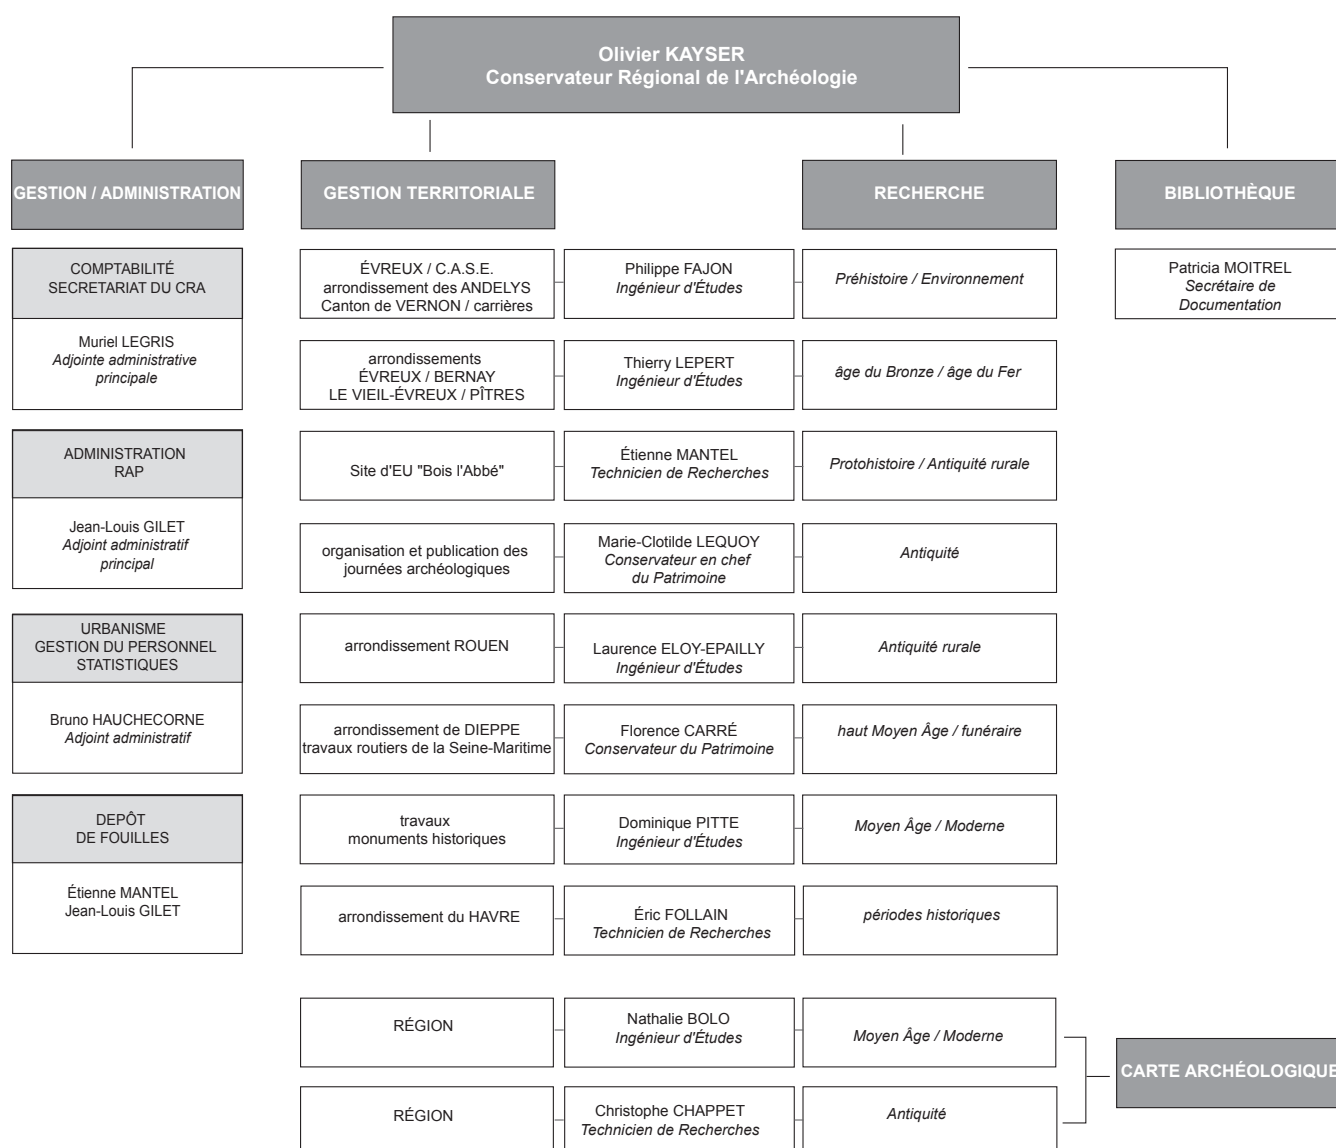 Olivier KAYSER
Conservateur Régional de l'Archéologie
GESTION / ADMINISTRATION
GESTION TERRITORIALE
RECHERCHE
BIBLIOTHÈQUE
COMPTABILITÉ
SECRETARIAT DU CRA
Muriel LEGRIS
Adjointe administrative
principale
ADMINISTRATION
RAP
Jean-Louis GILET
Adjoint administratif
principal
URBANISME
GESTION DU PERSONNEL
STATISTIQUES
Bruno HAUCHECORNE
Adjoint administratif
DEPÔT
DE FOUILLES
Étienne MANTEL
Jean-Louis GILET
ÉVREUX / C.A.S.E.
arrondissement des ANDELYS
Canton de VERNON / carrières
Philippe FAJON
Ingénieur d'Études
Préhistoire / Environnement
arrondissements
ÉVREUX / BERNAY
LE VIEIL-ÉVREUX / PÎTRES
Thierry LEPERT
Ingénieur d'Études
âge du Bronze / âge du Fer
Site d'EU "Bois l'Abbé"
Étienne MANTEL
Technicien de Recherches
Protohistoire / Antiquité rurale
organisation et publication des
journées archéologiques
Marie-Clotilde LEQUOY
Conservateur en chef
du Patrimoine
Antiquité
arrondissement ROUEN
Laurence ELOY-EPAILLY
Ingénieur d'Études
Antiquité rurale
arrondissement de DIEPPE
travaux routiers de la Seine-Maritime
Florence CARRÉ
Conservateur du Patrimoine
haut Moyen Âge / funéraire
travaux
monuments historiques
Dominique PITTE
Ingénieur d'Études
Moyen Âge / Moderne
arrondissement du HAVRE
Éric FOLLAIN
Technicien de Recherches
périodes historiques
RÉGION
Nathalie BOLO
Ingénieur d'Études
Moyen Âge / Moderne
RÉGION
Christophe CHAPPET
Technicien de Recherches
Antiquité
Patricia MOITREL
Secrétaire de
Documentation
CARTE ARCHÉOLOGIQUE